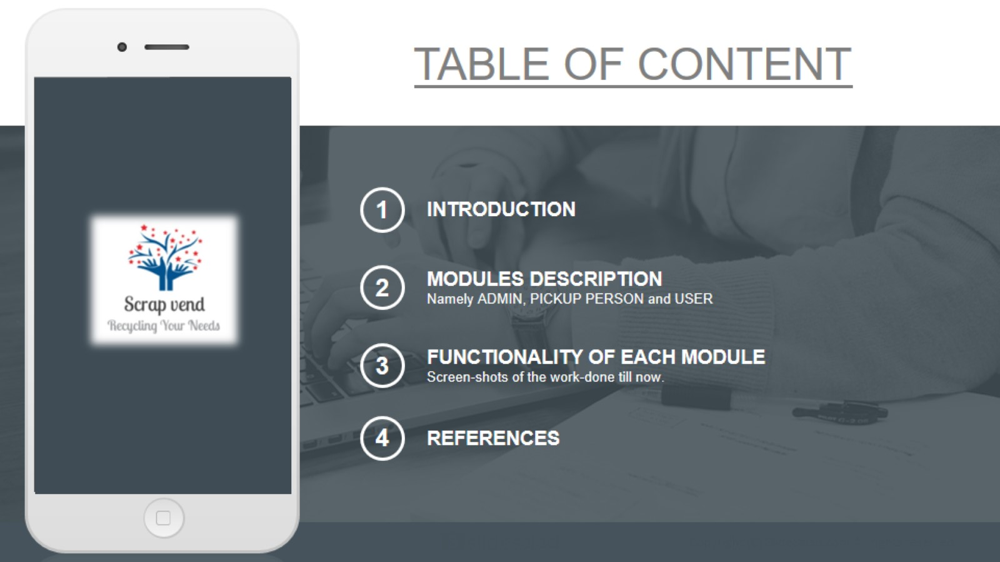 TABLE OF CONTENT
Scrap vend
Recycling Your Needs
1 INTRODUCTION
2 MODULES DESCRIPTION
Namely ADMIN, PICKUP PERSON and USER
3 FUNCTIONALITY OF EACH MODULE
Screen-shots of the work-done till now.
4 REFERENCES